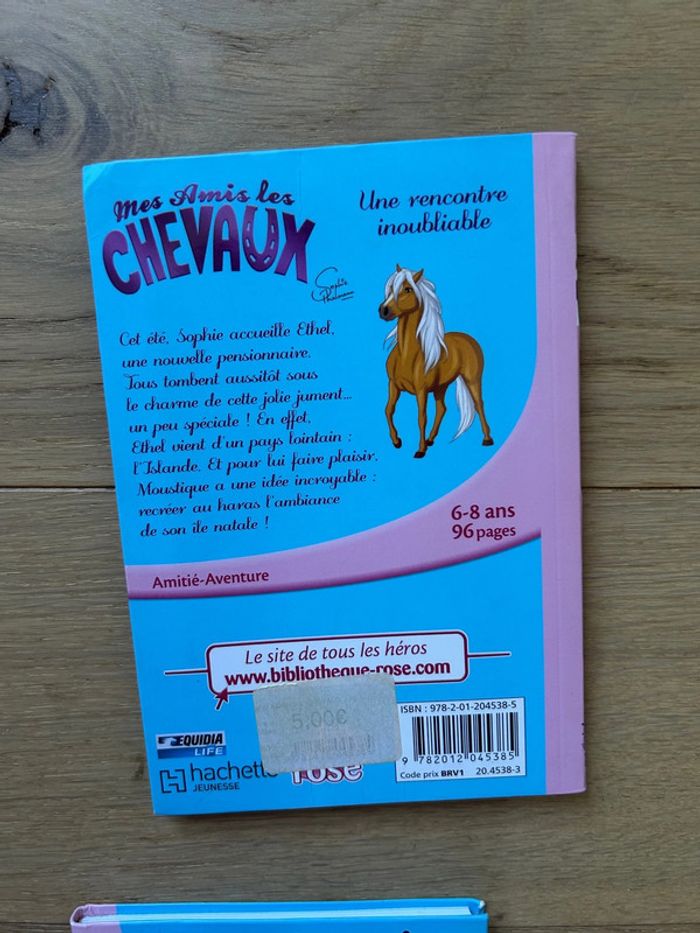 Mes Amis les
CHEVAUX
Sophie
Thalmann
Une rencontre
inoubliable
Cet été, Sophie accueille Ethel,
une nouvelle pensionnaire.
Tous tombent aussitôt sous
le charme de cette jolie jument...
un peu spéciale ! En effet,
Ethel vient d'un pays lointain :
l'Islande. Et pour lui faire plaisir,
Moustique a une idée incroyable :
recréer au haras l'ambiance
de son île natale !
6-8 ans
96 pages
Amitié-Aventure
Le site de tous les héros
www.bibliotheque-rose.com
5,00€
ISBN : 978-2-01-204538-5
9 782012 045385
Code prix BRV1 20.4538-3
EQUIDIA
LIFE
hachette
JEUNESSE
rose